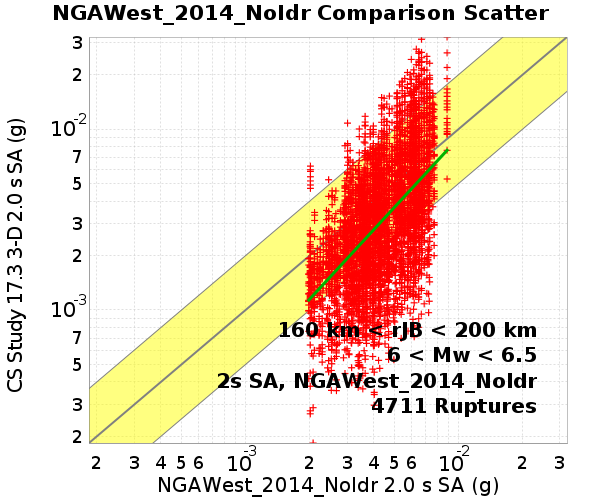 NGAWest_2014_NoIdr Comparison Scatter
CS Study 17.3 3-D 2.0 s SA (g)
3
2
10-2
7
5
3
2
10-3
7
5
3
2
160 km < rJB < 200 km
6 < Mw < 6.5
2s SA, NGAWest_2014_NoIdr
4711 Ruptures
2 3 4 5 6 10-3 2 3 4 5 6 10-2 2 3
NGAWest_2014_NoIdr 2.0 s SA (g)